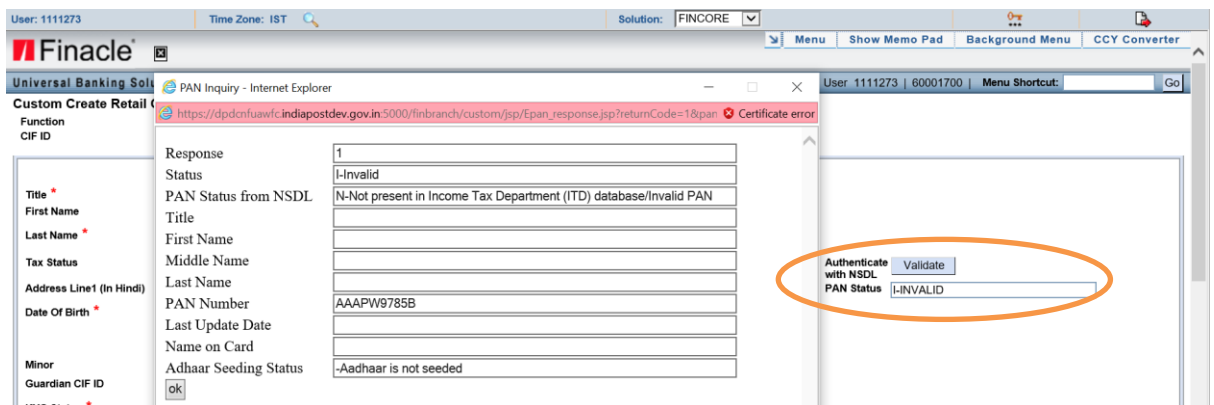 User: 1111273 Time Zone: IST Solution: FINCORE
Finacle Menu Show Memo Pad Background Menu CCY Converter
Universal Banking Solu User 1111273 | 60001700 | Menu Shortcut: Go
PAN Inquiry - Internet Explorer
Custom Create Retail
https://dpdcnfuawfc.indiapostdev.gov.in:5000/finbranch/custom/jsp/Epan_response.jsp?returnCode=1&pan Certificate error
Function
CIF ID
Response 1
Status I-Invalid
PAN Status from NSDL N-Not present in Income Tax Department (ITD) database/Invalid PAN
Title
First Name
Middle Name
Last Name
PAN Number AAAPW9785B
Last Update Date
Name on Card
Adhaar Seeding Status -Aadhaar is not seeded
ok
Title *
First Name
Last Name *
Tax Status
Address Line1 (In Hindi)
Date Of Birth *
Minor
Guardian CIF ID
Authenticate with NSDL Validate
PAN Status I-INVALID